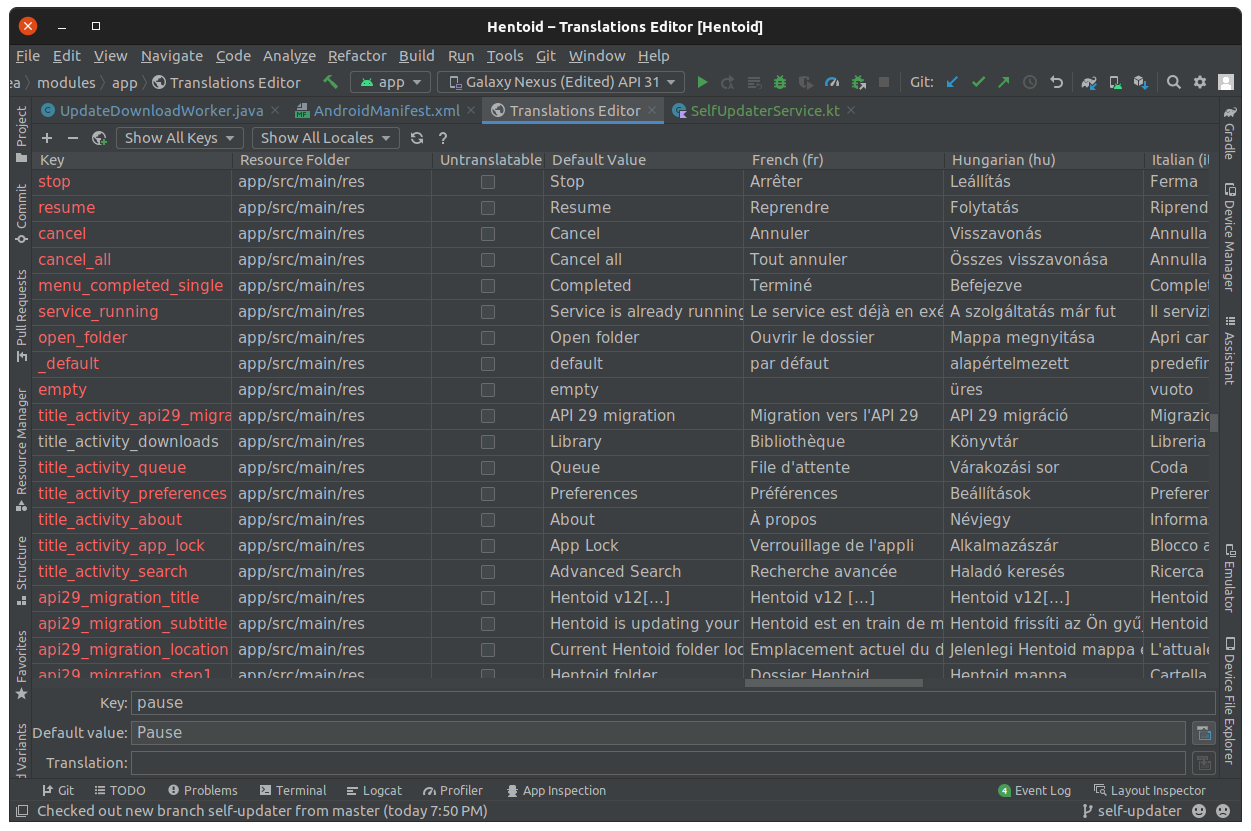 Hentoid – Translations Editor [Hentoid]
File Edit View Navigate Code Analyze Refactor Build Run Tools Git Window Help
ea modules app Translations Editor app Galaxy Nexus (Edited) API 31 Git:
UpdateDownloadWorker.java AndroidManifest.xml Translations Editor SelfUpdaterService.kt
Show All Keys Show All Locales ?
Key Resource Folder Untranslatable Default Value French (fr) Hungarian (hu) Italian (it
stop app/src/main/res Stop Arrêter Leállítás Ferma
resume app/src/main/res Resume Reprendre Folytatás Riprend
cancel app/src/main/res Cancel Annuler Visszavonás Annulla
cancel_all app/src/main/res Cancel all Tout annuler Összes visszavonása Annulla
menu_completed_single app/src/main/res Completed Terminé Befejezve Complet
service_running app/src/main/res Service is already running Le service est déjà en exé A szolgáltatás már fut Il servizi
open_folder app/src/main/res Open folder Ouvrir le dossier Mappa megnyitása Apri car
_default app/src/main/res default par défaut alapértelmezett predefir
empty app/src/main/res empty üres vuoto
title_activity_api29_migra app/src/main/res API 29 migration Migration vers l'API 29 API 29 migráció Migrazio
title_activity_downloads app/src/main/res Library Bibliothèque Könyvtár Libreria
title_activity_queue app/src/main/res Queue File d'attente Várakozási sor Coda
title_activity_preferences app/src/main/res Preferences Préférences Beállítások Preferer
title_activity_about app/src/main/res About À propos Névjegy Informa
title_activity_app_lock app/src/main/res App Lock Verrouillage de l'appli Alkalmazászár Blocco a
title_activity_search app/src/main/res Advanced Search Recherche avancée Haladó keresés Ricerca
api29_migration_title app/src/main/res Hentoid v12[...] Hentoid v12 [...] Hentoid v12[...] Hentoid
api29_migration_subtitle app/src/main/res Hentoid is updating your Hentoid est en train de m Hentoid frissíti az Ön gyű Hentoid
api29_migration_location app/src/main/res Current Hentoid folder loc Emplacement actuel du d Jelenlegi Hentoid mappa e L'attuale
api29_migration_step1 app/src/main/res Hentoid folder Dossier Hentoid Hentoid mappa Cartella
Key: pause
Default value: Pause
Translation:
Project
Commit
Pull Requests
Resource Manager
Structure
Favorites
d Variants
Gradle
Device Manager
Assistant
Emulator
Device File Explorer
Git TODO Problems Terminal Logcat Profiler App Inspection 4 Event Log Layout Inspector
Checked out new branch self-updater from master (today 7:50 PM) self-updater